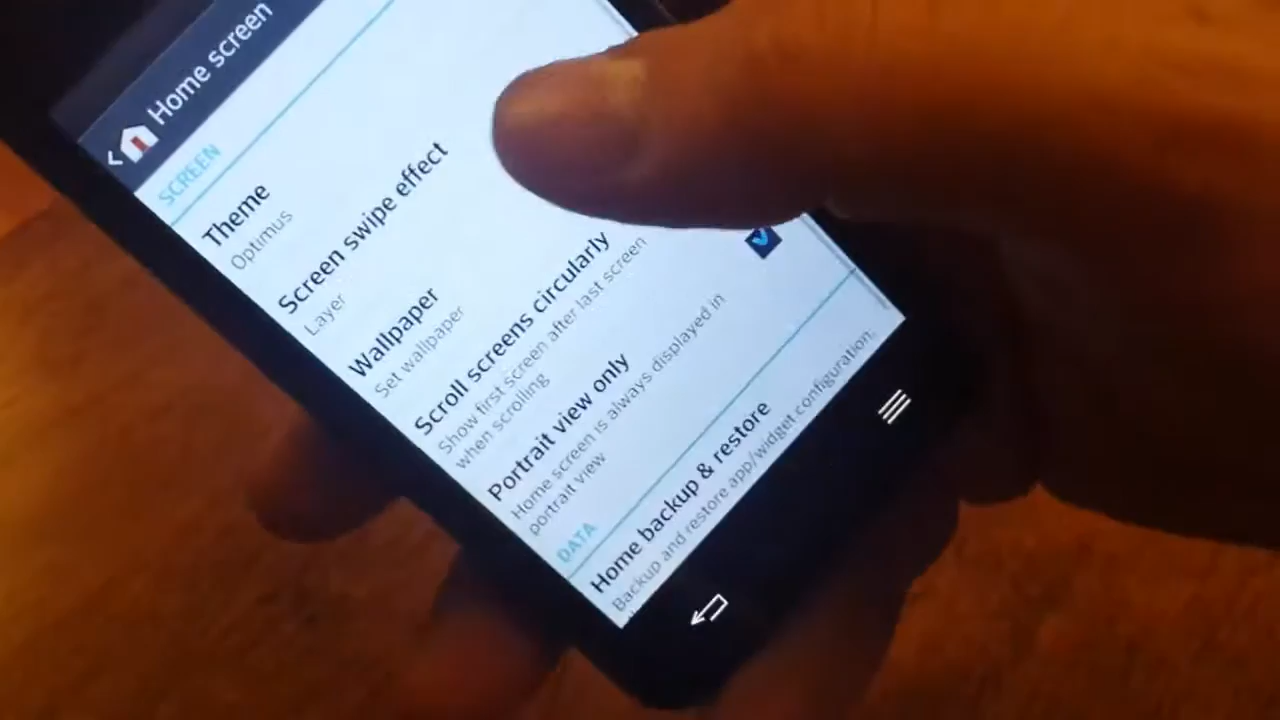 Home screen
SCREEN
Theme
Optimus
Screen swipe effect
Layer
Wallpaper
Set wallpaper
Scroll screens circularly
Show first screen after last screen
when scrolling
Portrait view only
Home screen is always displayed in
portrait view
DATA
Home backup & restore
Backup and restore app/widget configuration